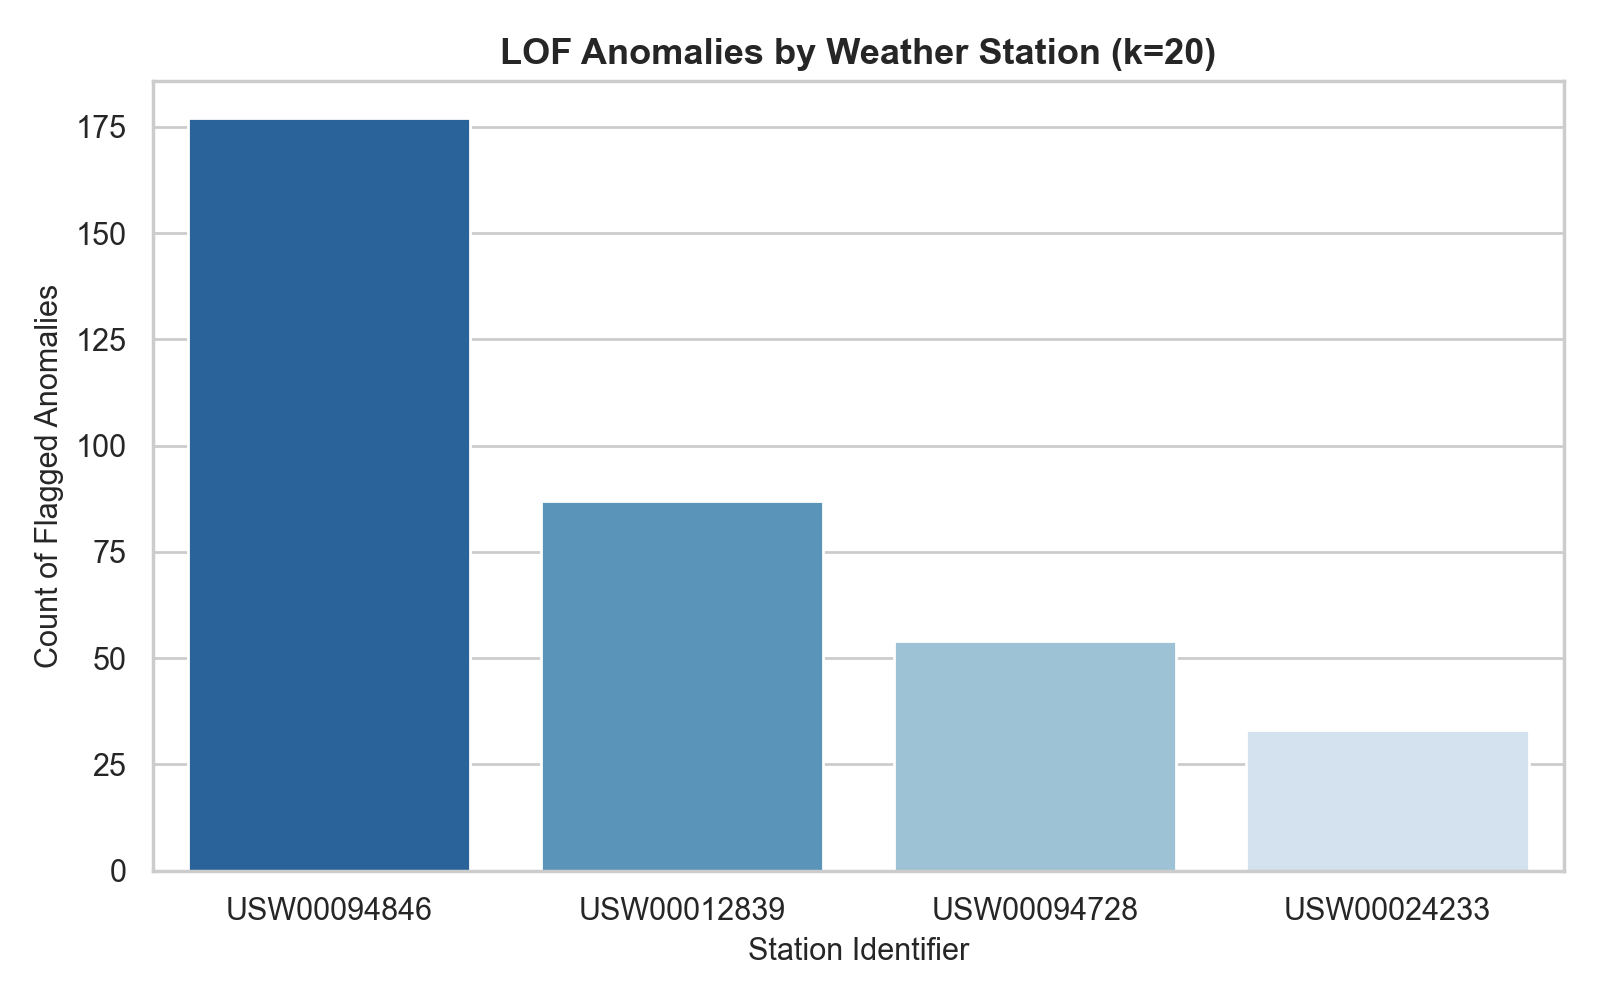 LOF Anomalies by Weather Station (k=20)
Count of Flagged Anomalies
175
150
125
100
75
50
25
0
USW00094846 USW00012839 USW00094728 USW00024233
Station Identifier